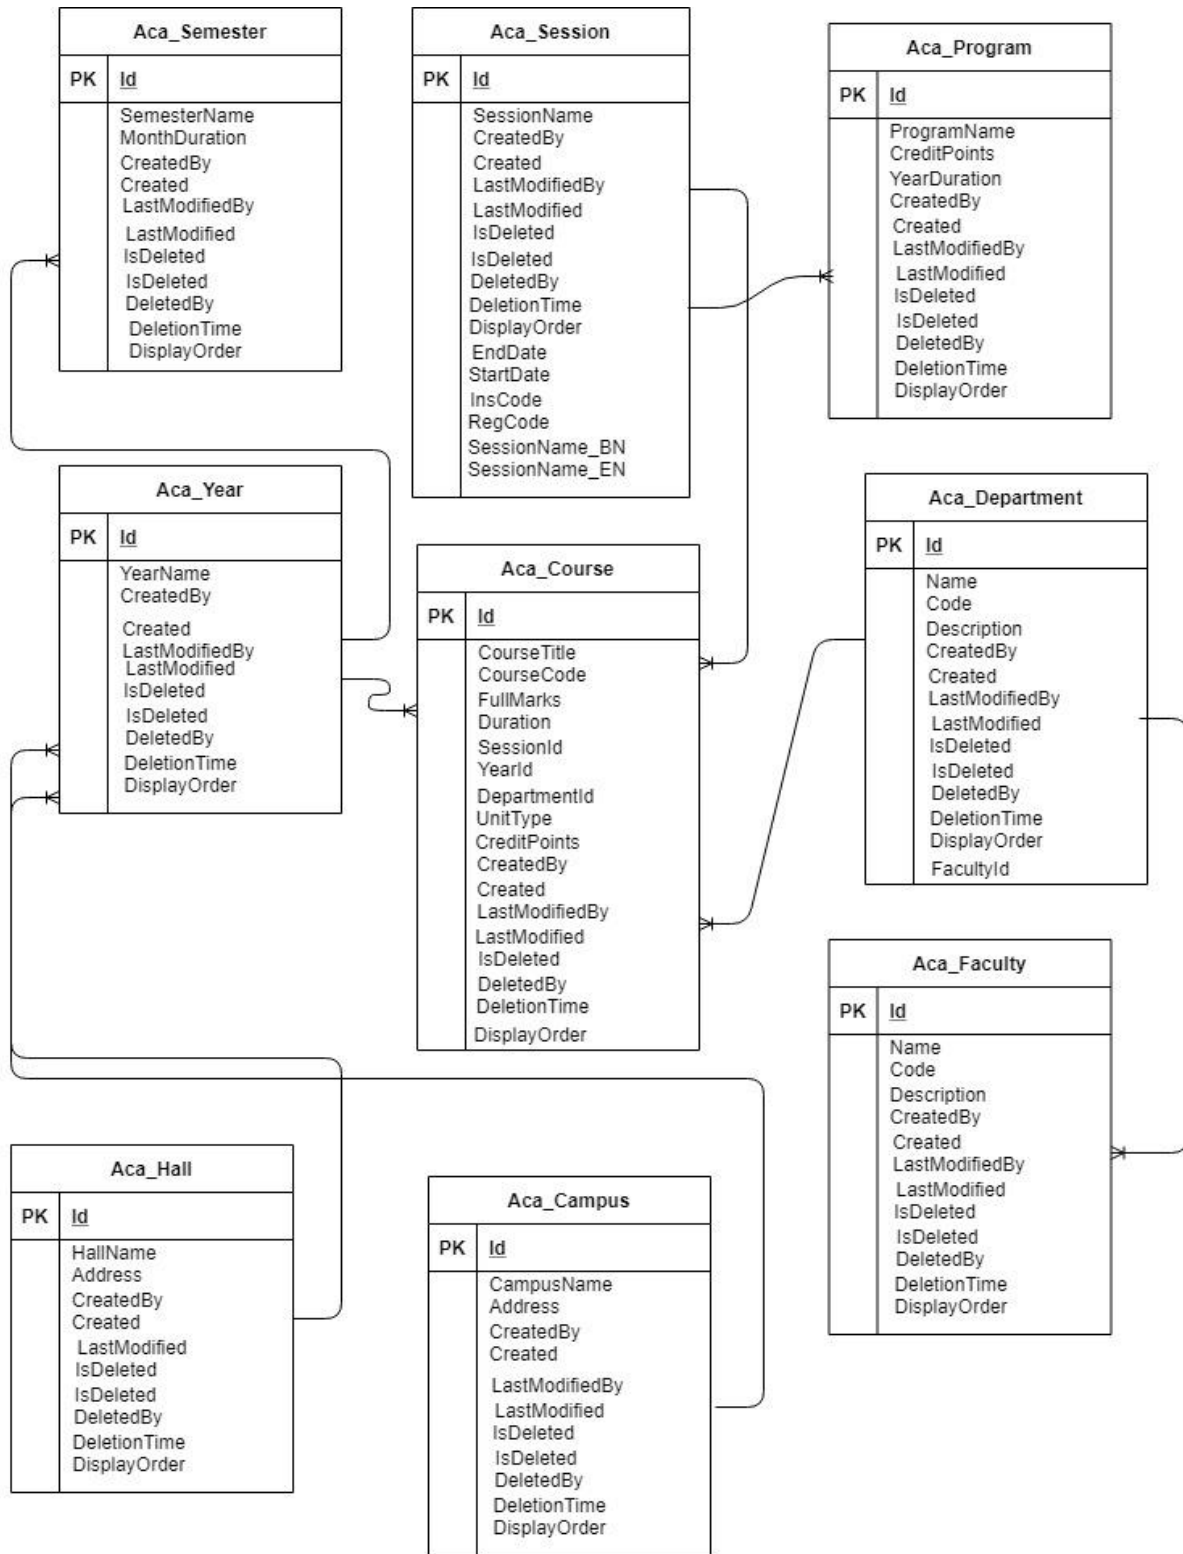 Aca_Semester
PK Id
SemesterName
MonthDuration
CreatedBy
Created
LastModifiedBy
LastModified
IsDeleted
IsDeleted
DeletedBy
DeletionTime
DisplayOrder
Aca_Session
PK Id
SessionName
CreatedBy
Created
LastModifiedBy
LastModified
IsDeleted
IsDeleted
DeletedBy
DeletionTime
DisplayOrder
EndDate
StartDate
InsCode
RegCode
SessionName_BN
SessionName_EN
Aca_Program
PK Id
ProgramName
CreditPoints
YearDuration
CreatedBy
Created
LastModifiedBy
LastModified
IsDeleted
IsDeleted
DeletedBy
DeletionTime
DisplayOrder
Aca_Year
PK Id
YearName
CreatedBy
Created
LastModifiedBy
LastModified
IsDeleted
IsDeleted
DeletedBy
DeletionTime
DisplayOrder
Aca_Course
PK Id
CourseTitle
CourseCode
FullMarks
Duration
SessionId
YearId
DepartmentId
UnitType
CreditPoints
CreatedBy
Created
LastModifiedBy
LastModified
IsDeleted
DeletedBy
DeletionTime
DisplayOrder
Aca_Department
PK Id
Name
Code
Description
CreatedBy
Created
LastModifiedBy
LastModified
IsDeleted
IsDeleted
DeletedBy
DeletionTime
DisplayOrder
FacultyId
Aca_Faculty
PK Id
Name
Code
Description
CreatedBy
Created
LastModifiedBy
LastModified
IsDeleted
IsDeleted
DeletedBy
DeletionTime
DisplayOrder
Aca_Hall
PK Id
HallName
Address
CreatedBy
Created
LastModified
IsDeleted
IsDeleted
DeletedBy
DeletionTime
DisplayOrder
Aca_Campus
PK Id
CampusName
Address
CreatedBy
Created
LastModifiedBy
LastModified
IsDeleted
IsDeleted
DeletedBy
DeletionTime
DisplayOrder